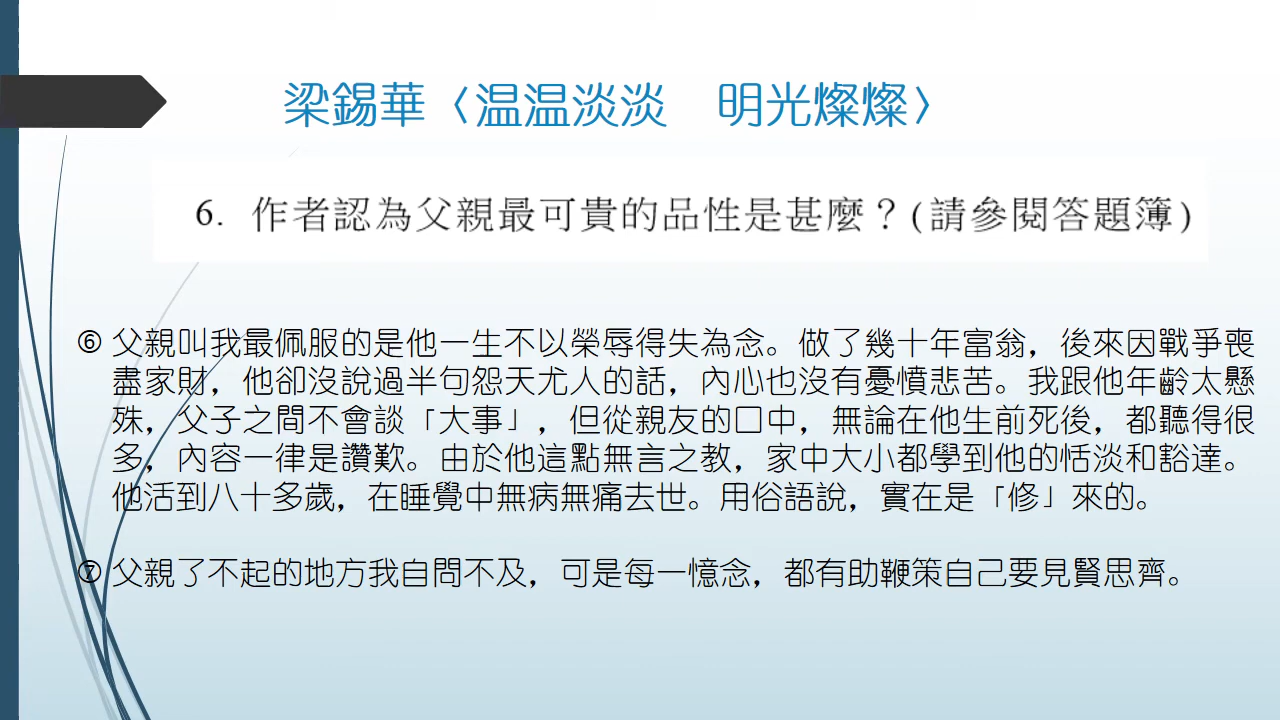 梁錫華〈温温淡淡　明光燦燦〉
6. 作者認為父親最可貴的品性是甚麼？(請參閱答題簿)
⑥ 父親叫我最佩服的是他一生不以榮辱得失為念。做了幾十年富翁，後來因戰爭喪
盡家財，他卻沒說過半句怨天尤人的話，內心也沒有憂憤悲苦。我跟他年齡太懸
殊，父子之間不會談「大事」，但從親友的口中，無論在他生前死後，都聽得很
多，內容一律是讚歎。由於他這點無言之教，家中大小都學到他的恬淡和豁達。
他活到八十多歲，在睡覺中無病無痛去世。用俗語說，實在是「修」來的。
⑦ 父親了不起的地方我自問不及，可是每一憶念，都有助鞭策自己要見賢思齊。